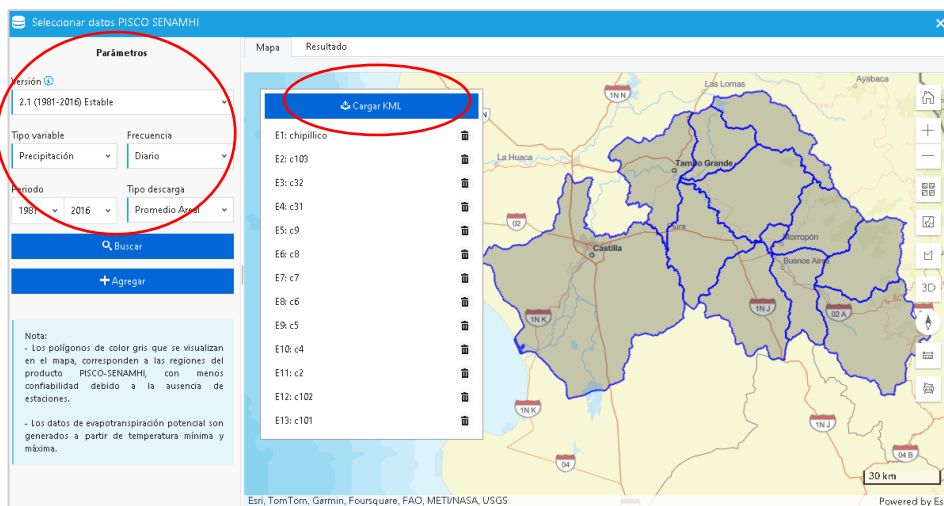 Seleccionar datos PISCO SENAMHI
Parámetros
Versión
2.1 (1981-2016) Estable
Tipo variable
Frecuencia
Precipitación
Diario
Periodo
Tipo descarga
1981
2016
Promedio Areal
Buscar
Agregar
Nota:
- Los polígonos de color gris que se visualizan
en el mapa, corresponden a las regiones del
producto PISCO-SENAMHI, con menos
confiabilidad debido a la ausencia de
estaciones.
- Los datos de evapotranspiración potencial son
generados a partir de temperatura mínima y
máxima.
Mapa
Resultado
Cargar KML
E1: chipillico
E2: c103
E3: c32
E4: c31
E5: c9
E6: c8
E7: c7
E8: c6
E9: c5
E10: c4
E11: c2
E12: c102
E13: c101
Las Lomas
Ayabaca
1N N
La Huaca
Tambo Grande
02
Piura
Castilla
Morropón
Buenos Aires
1N K
1N J
02 A
3D
1N K
1N J
04
04 B
30 km
Esri, TomTom, Garmin, Foursquare, FAO, METI/NASA, USGS
Powered by Es